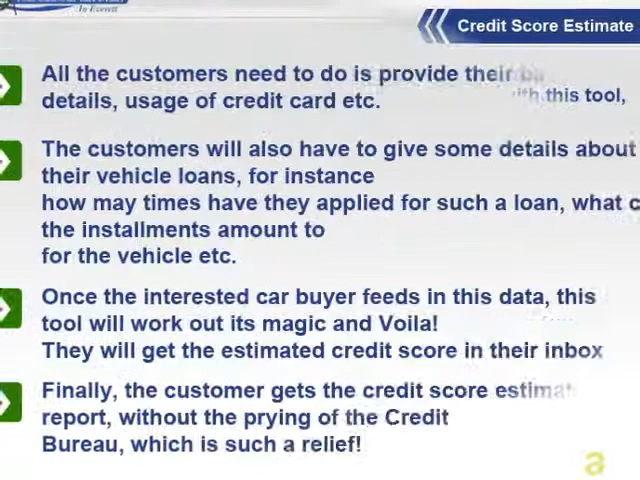 In Everett
Credit Score Estimate
All the customers need to do is provide their
with this tool,
details, usage of credit card etc.
The customers will also have to give some details about
their vehicle loans, for instance
how may times have they applied for such a loan, what
the installments amount to
for the vehicle etc.
Once the interested car buyer feeds in this data, this
tool will work out its magic and Voila!
They will get the estimated credit score in their inbox
Finally, the customer gets the credit score
report, without the prying of the Credit
Bureau, which is such a relief!
a